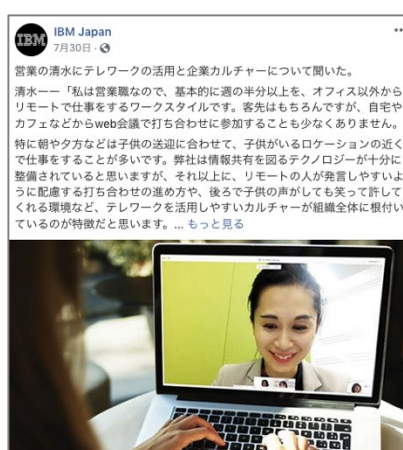 IBM
IBM Japan
7月30日 ·
営業の清水にテレワークの活用と企業カルチャーについて聞いた。
清水ーー「私は営業職なので、基本的に週の半分以上を、オフィス以外から
リモートで仕事をするワークスタイルです。客先はもちろんですが、自宅や
カフェなどからweb会議で打ち合わせに参加することも少なくありません。
特に朝や夕方などは子供の送迎に合わせて、子供がいるロケーションの近く
で仕事をすることが多いです。弊社は情報共有を図るテクノロジーが十分に
整備されていると思いますが、それ以上に、リモートの人が発言しやすいよ
うに配慮する打ち合わせの進め方や、後ろで子供の声がしても笑って許して
くれる環境など、テレワークを活用しやすいカルチャーが組織全体に根付い
ているのが特徴だと思います。... もっと見る